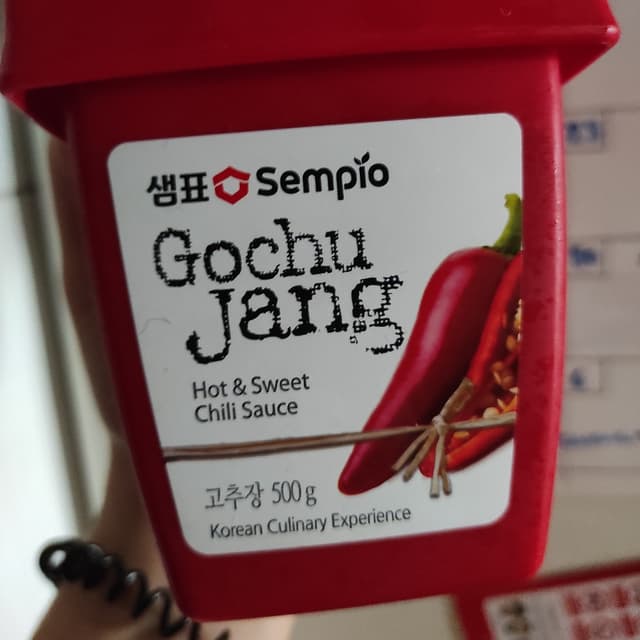 샘표 Sempio
Gochu
jang
Hot & Sweet
Chili Sauce
고추장 500g
Korean Culinary Experience